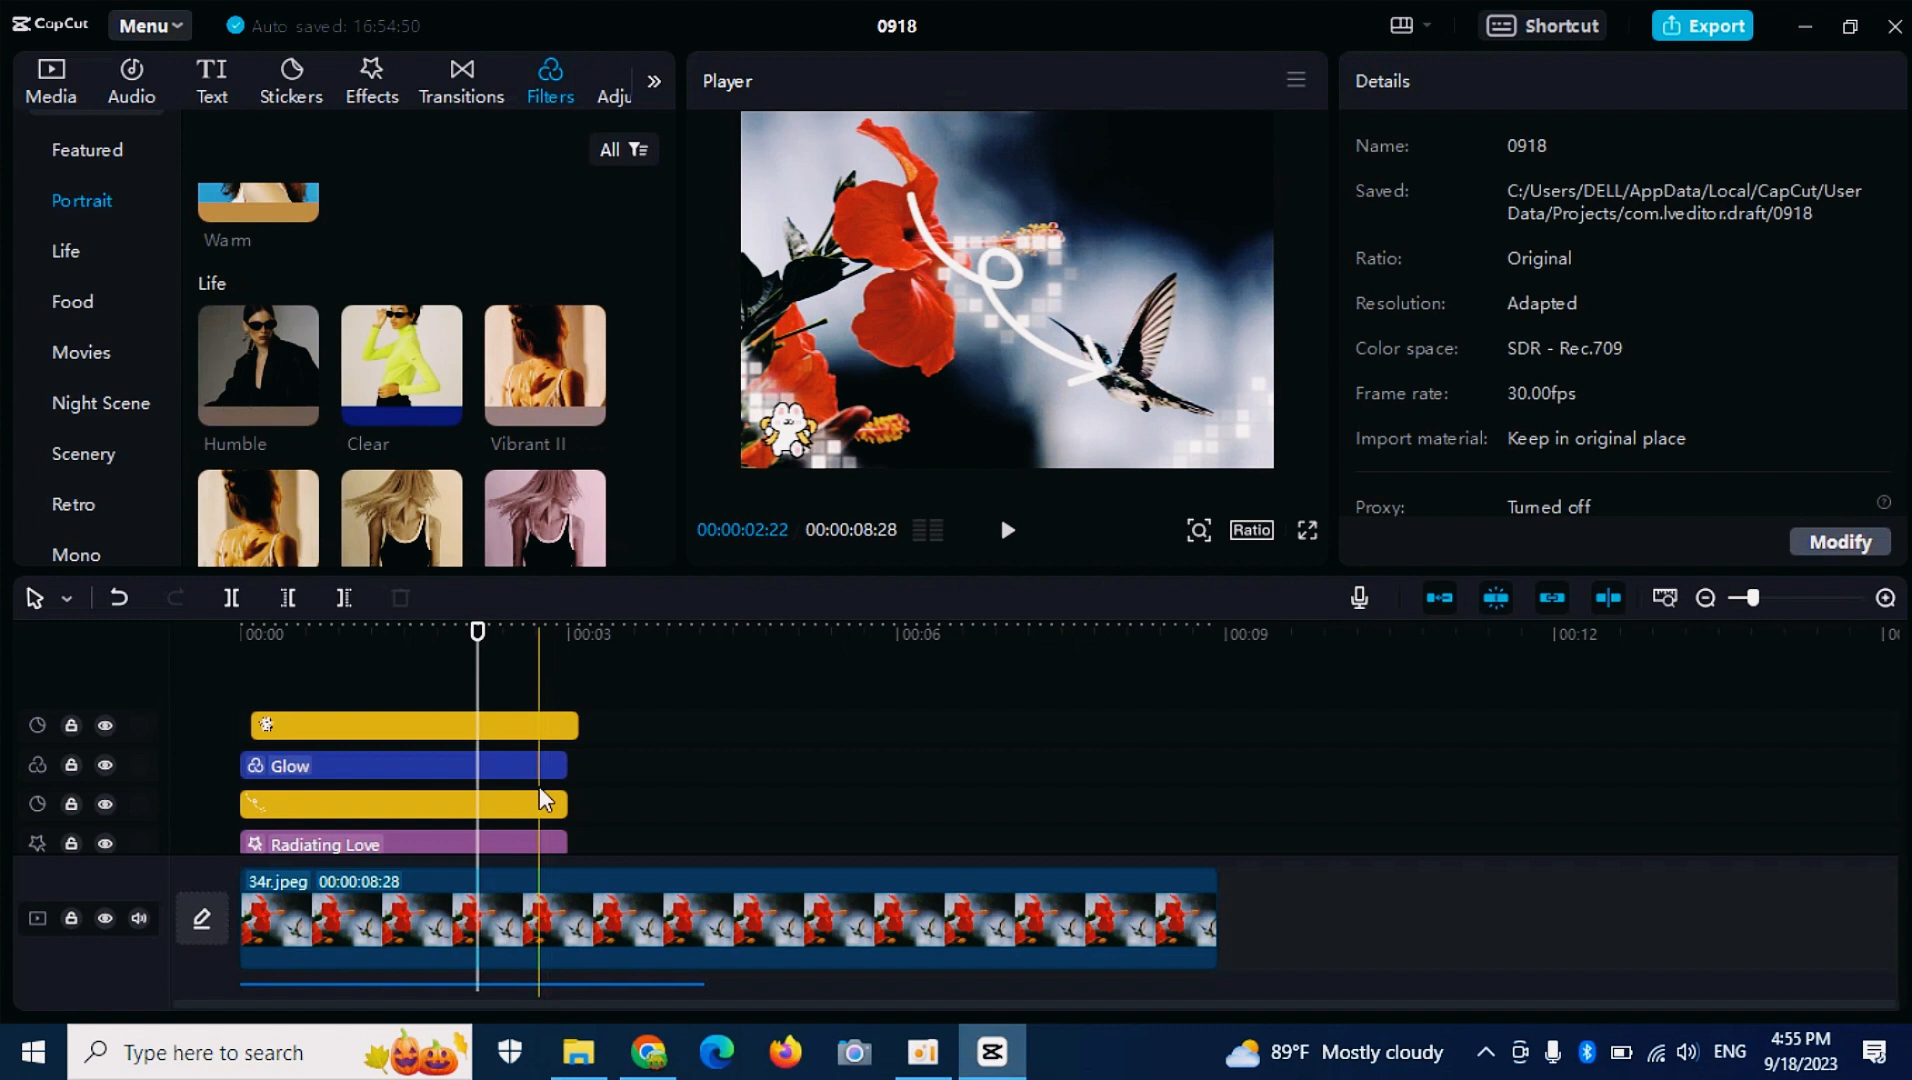 CapCut
Menu
Auto saved: 16:54:50
0918
Shortcut
Export
Media
Audio
Text
Stickers
Effects
Transitions
Filters
Adju
Featured
Portrait
Life
Food
Movies
Night Scene
Scenery
Retro
Mono
All
Warm
Life
Humble
Clear
Vibrant II
Player
00:00:02:22
00:00:08:28
Ratio
Details
Name: 0918
Saved: C:/Users/DELL/AppData/Local/CapCut/User
Data/Projects/com.lveditor.draft/0918
Ratio: Original
Resolution: Adapted
Color space: SDR - Rec.709
Frame rate: 30.00fps
Import material: Keep in original place
Proxy: Turned off
Modify
00:00
00:03
00:06
00:09
00:12
Glow
Radiating Love
34r.jpeg 00:00:08:28
Type here to search
89°F Mostly cloudy
ENG
4:55 PM
9/18/2023